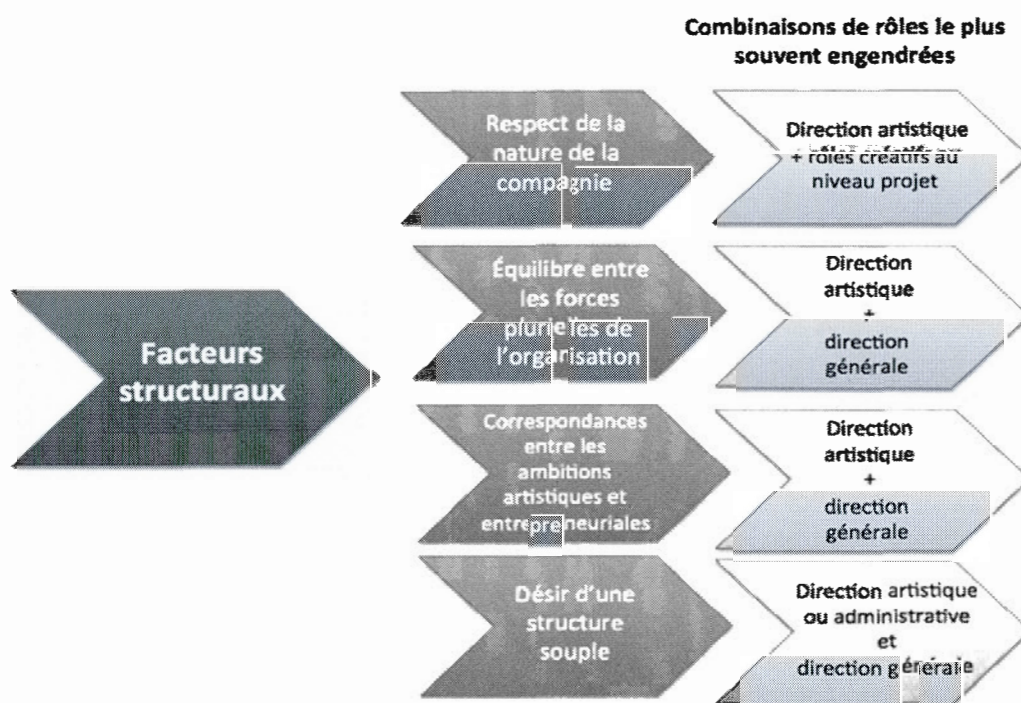 Combinaisons de rôles le plus
souvent engendrées
Facteurs
structuraux
Respect de la
nature de la
compagnie
Direction artistique
+ rôles créatifs au
niveau projet
Équilibre entre
les forces
plurielles de
l'organisation
Direction
artistique
+
direction
générale
Correspondances
entre les
ambitions
artistiques et
entrepreneuriales
Direction
artistique
+
direction
générale
Désir d'une
structure
souple
Direction artistique
ou administrative
et
direction générale